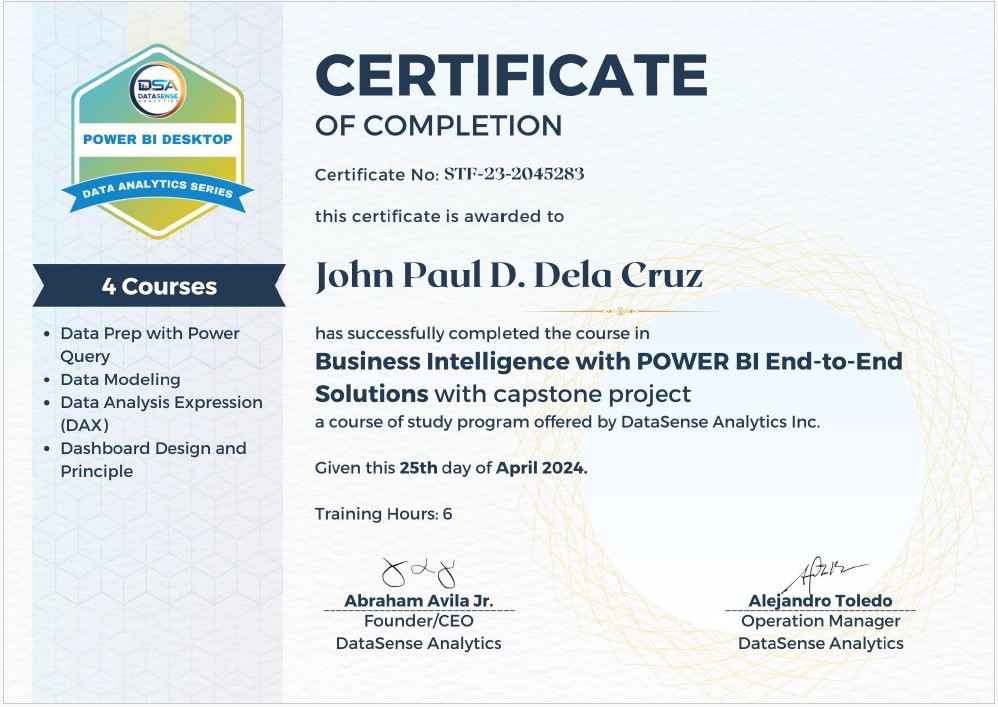 DSA
DATASENSE
ANALYTICS
POWER BI DESKTOP
DATA ANALYTICS SERIES
4 Courses
• Data Prep with Power
Query
• Data Modeling
• Data Analysis Expression
(DAX)
• Dashboard Design and
Principle
CERTIFICATE
OF COMPLETION
Certificate No: STF-23-2045283
this certificate is awarded to
John Paul D. Dela Cruz
has successfully completed the course in
Business Intelligence with POWER BI End-to-End
Solutions with capstone project
a course of study program offered by DataSense Analytics Inc.
Given this 25th day of April 2024.
Training Hours: 6
Abraham Avila Jr.
Founder/CEO
DataSense Analytics
Alejandro Toledo
Operation Manager
DataSense Analytics